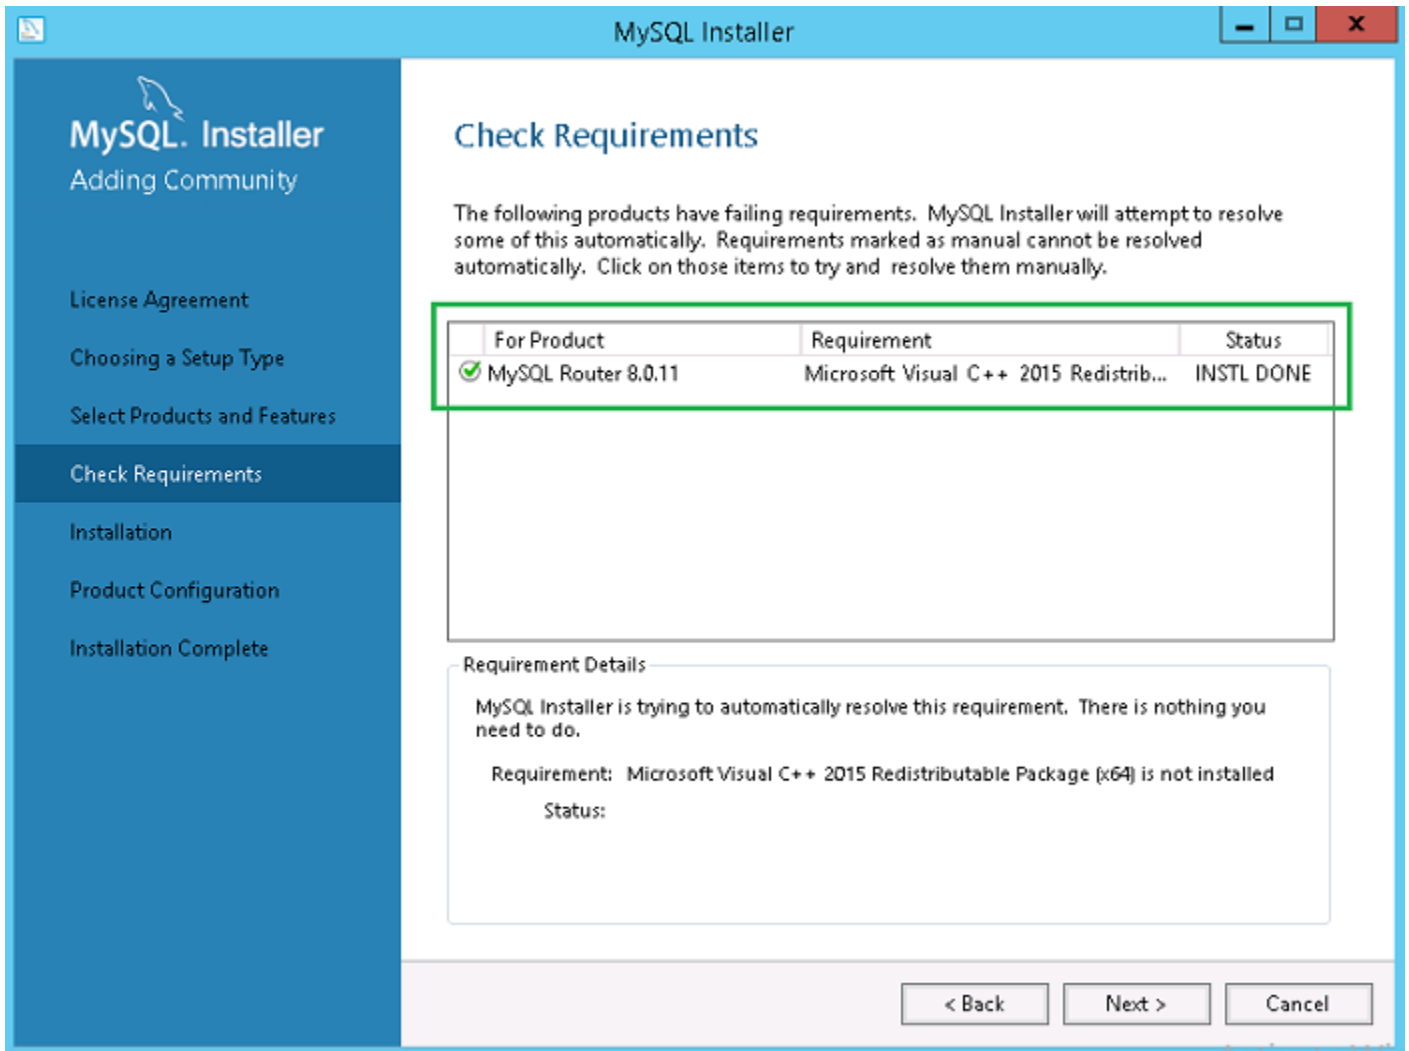 MySQL Installer
X
MySQL. Installer
Adding Community
License Agreement
Choosing a Setup Type
Select Products and Features
Check Requirements
Installation
Product Configuration
Installation Complete
Check Requirements
The following products have failing requirements. MySQL Installer will attempt to resolve
some of this automatically. Requirements marked as manual cannot be resolved
automatically. Click on those items to try and resolve them manually.
For Product Requirement Status
MySQL Router 8.0.11 Microsoft Visual C++ 2015 Redistrib... INSTL DONE
Requirement Details
MySQL Installer is trying to automatically resolve this requirement. There is nothing you
need to do.
Requirement: Microsoft Visual C++ 2015 Redistributable Package (x64) is not installed
Status:
< Back Next > Cancel